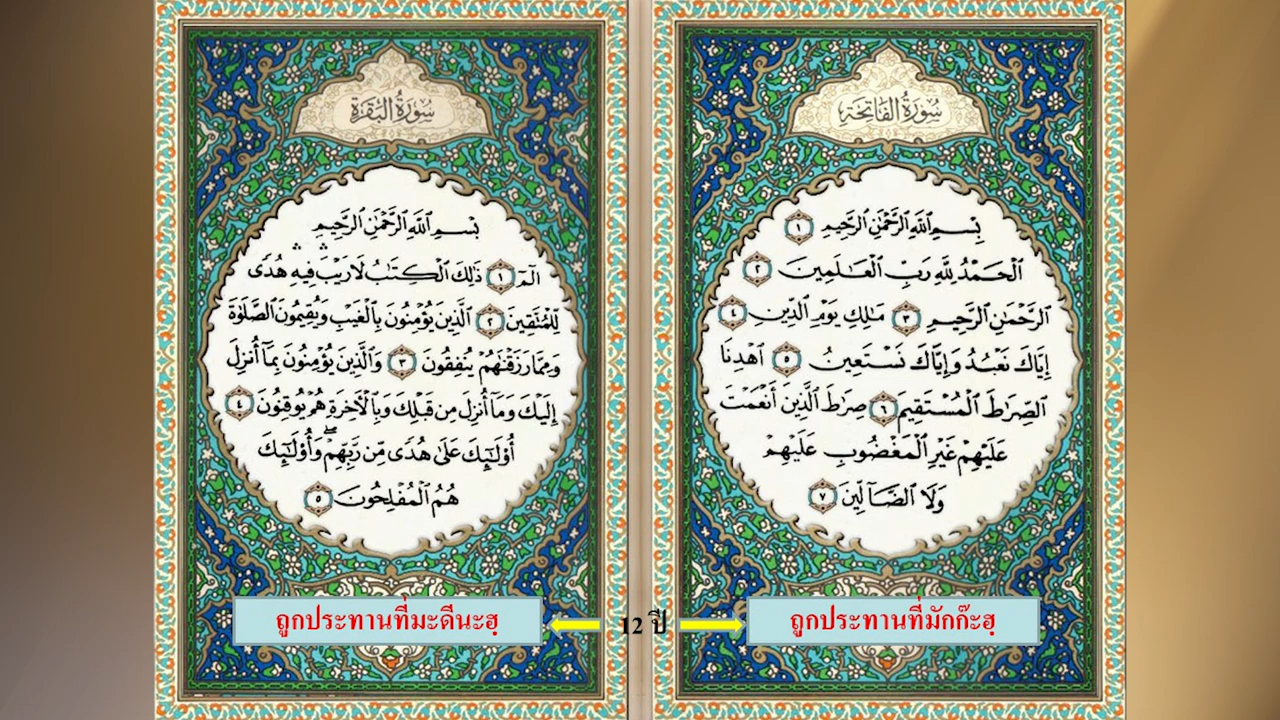 سُورَةُ الفَاتِحَةِ
بِسْمِ ٱللَّهِ ٱلرَّحْمَٰنِ ٱلرَّحِيمِ ١
ٱلْحَمْدُ لِلَّهِ رَبِّ ٱلْعَٰلَمِينَ ٢
ٱلرَّحْمَٰنِ ٱلرَّحِيمِ ٣ مَٰلِكِ يَوْمِ ٱلدِّينِ ٤
إِيَّاكَ نَعْبُدُ وَإِيَّاكَ نَسْتَعِينُ ٥ ٱهْدِنَا
ٱلصِّرَٰطَ ٱلْمُسْتَقِيمَ ٦ صِرَٰطَ ٱلَّذِينَ أَنْعَمْتَ
عَلَيْهِمْ غَيْرِ ٱلْمَغْضُوبِ عَلَيْهِمْ
وَلَا ٱلضَّآلِّينَ ٧
سُورَةُ البَقَرَةِ
بِسْمِ ٱللَّهِ ٱلرَّحْمَٰنِ ٱلرَّحِيمِ
الٓمٓ ١ ذَٰلِكَ ٱلْكِتَٰبُ لَا رَيْبَ ۛ فِيهِ ۛ هُدًى
لِّلْمُتَّقِينَ ٢ ٱلَّذِينَ يُؤْمِنُونَ بِٱلْغَيْبِ وَيُقِيمُونَ ٱلصَّلَوٰةَ
وَمِمَّا رَزَقْنَٰهُمْ يُنفِقُونَ ٣ وَٱلَّذِينَ يُؤْمِنُونَ بِمَآ أُنزِلَ
إِلَيْكَ وَمَآ أُنزِلَ مِن قَبْلِكَ وَبِٱلْأَخِرَةِ هُمْ يُوقِنُونَ ٤
أُو۟لَٰٓئِكَ عَلَىٰ هُدًى مِّن رَّبِّهِمْ ۖ وَأُو۟لَٰٓئِكَ
هُمُ ٱلْمُفْلِحُونَ ٥
ถูกประทานที่มะดีนะฮฺ
12 ปี
ถูกประทานที่มักก๊ะฮฺ